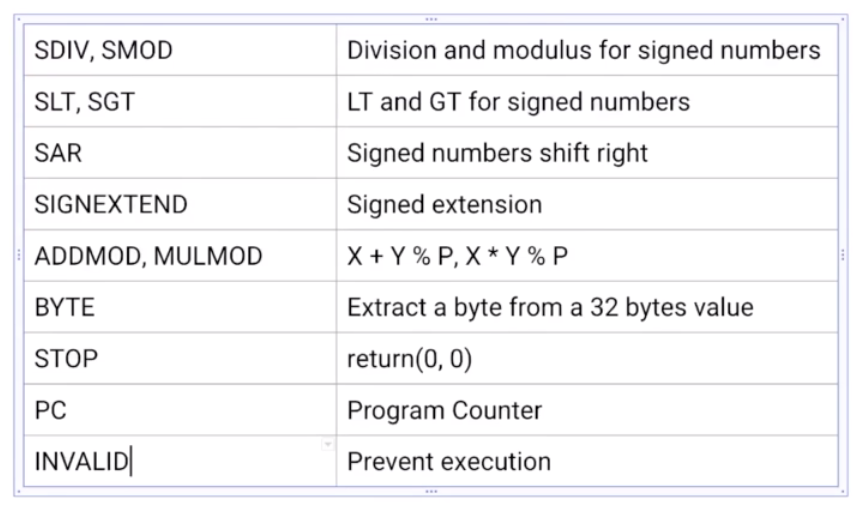 SDIV, SMOD Division and modulus for signed numbers
SLT, SGT LT and GT for signed numbers
SAR Signed numbers shift right
SIGNEXTEND Signed extension
ADDMOD, MULMOD X + Y % P, X * Y % P
BYTE Extract a byte from a 32 bytes value
STOP return(0, 0)
PC Program Counter
INVALID Prevent execution